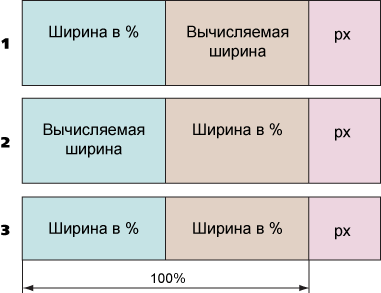 1 Ширина в % Вычисляемая ширина px
2 Вычисляемая ширина Ширина в % px
3 Ширина в % Ширина в % px
100%